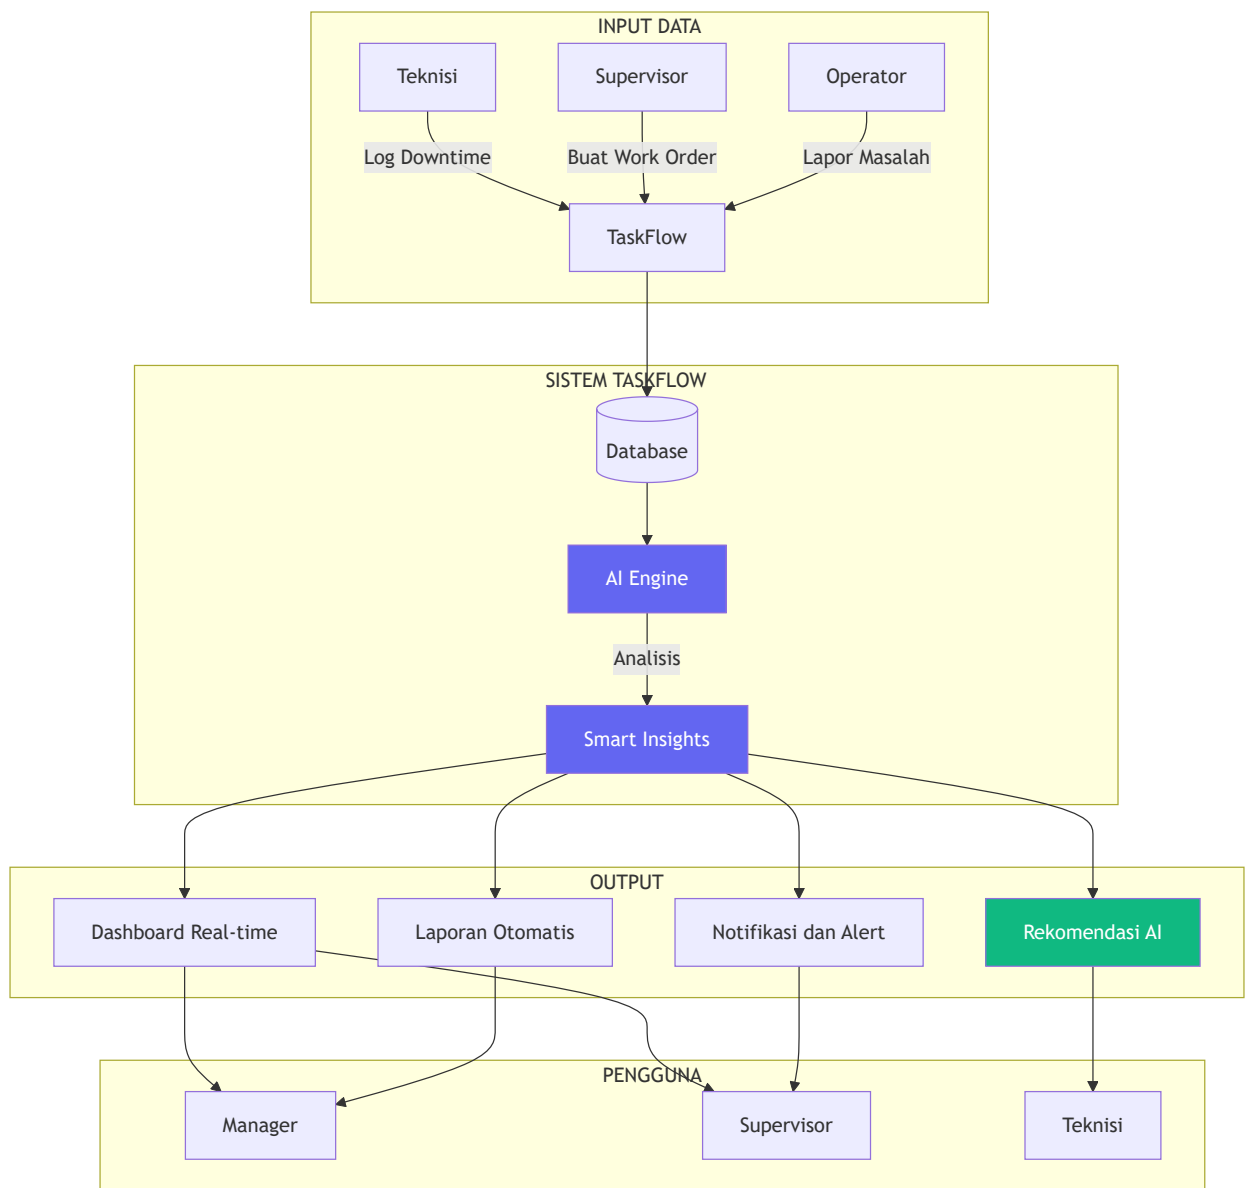 INPUT DATA
Teknisi
Supervisor
Operator
Log Downtime
Buat Work Order
Lapor Masalah
TaskFlow
SISTEM TASKFLOW
Database
AI Engine
Analisis
Smart Insights
OUTPUT
Dashboard Real-time
Laporan Otomatis
Notifikasi dan Alert
Rekomendasi AI
PENGGUNA
Manager
Supervisor
Teknisi